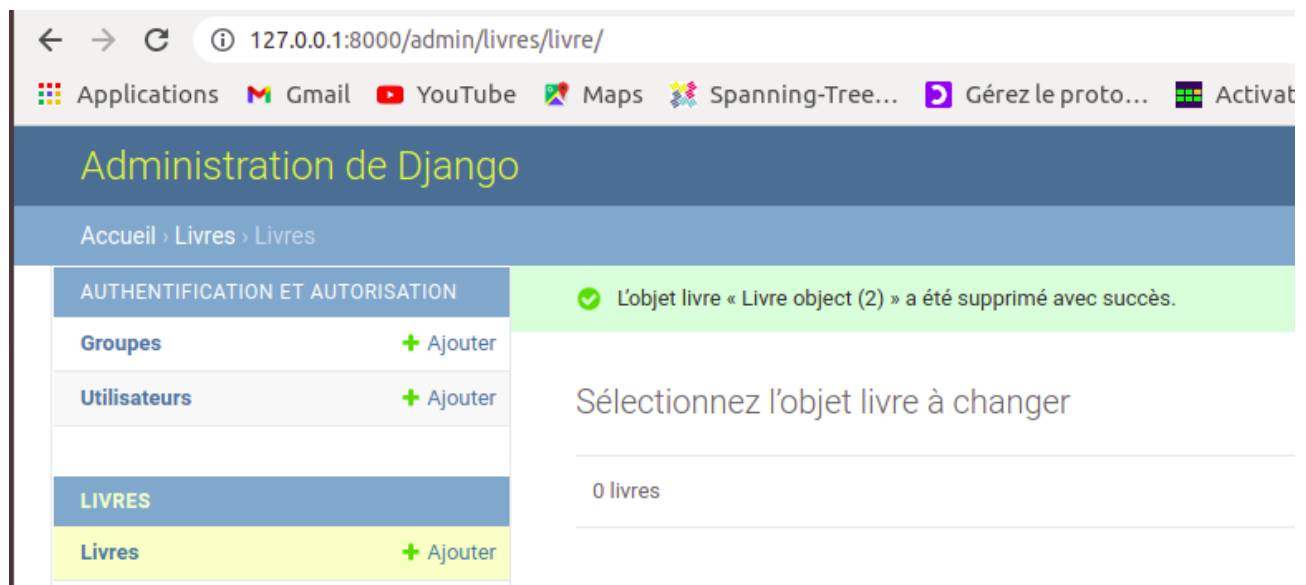 127.0.0.1:8000/admin/livres/livre/
Applications Gmail YouTube Maps Spanning-Tree... Gérez le proto... Activat
Administration de Django
Accueil › Livres › Livres
AUTHENTIFICATION ET AUTORISATION
Groupes + Ajouter
Utilisateurs + Ajouter
LIVRES
Livres + Ajouter
L’objet livre « Livre object (2) » a été supprimé avec succès.
Sélectionnez l’objet livre à changer
0 livres